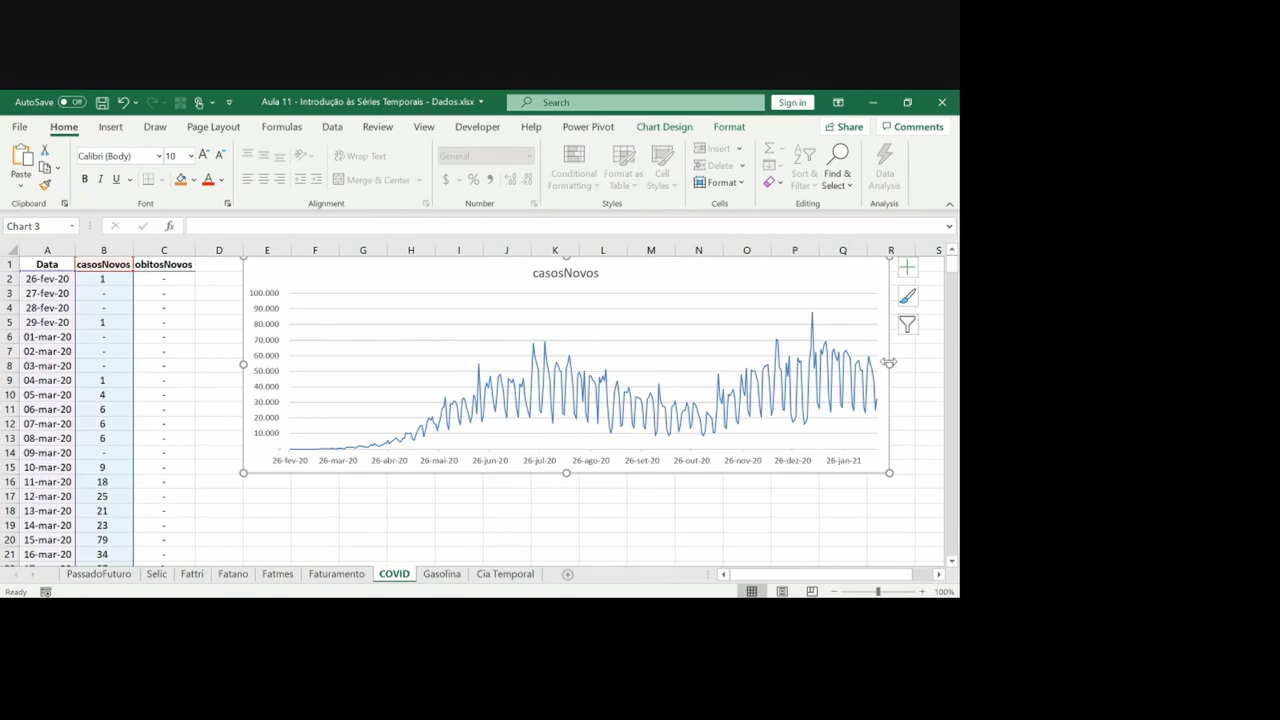 AutoSave Off Aula 11 - Introdução às Séries Temporais - Dados.xlsx Search Sign in
File Home Insert Draw Page Layout Formulas Data Review View Developer Help Power Pivot Chart Design Format Share Comments
Paste Calibri (Body) 10 A A Wrap Text General Conditional Formatting Format as Table Cell Styles Insert Delete Format Sort & Filter Find & Select Data Analysis
B I U A Merge & Center $ % 9
Clipboard Font Alignment Number Styles Cells Editing Analysis
Chart 3 fx
A B C D E F G H I J K L M N O P Q R S
1 Data casosNovos obitosNovos
2 26-fev-20 1 -
3 27-fev-20 - -
4 28-fev-20 - -
5 29-fev-20 1 -
6 01-mar-20 - -
7 02-mar-20 - -
8 03-mar-20 - -
9 04-mar-20 1 -
10 05-mar-20 4 -
11 06-mar-20 6 -
12 07-mar-20 6 -
13 08-mar-20 6 -
14 09-mar-20 - -
15 10-mar-20 9 -
16 11-mar-20 18 -
17 12-mar-20 25 -
18 13-mar-20 21 -
19 14-mar-20 23 -
20 15-mar-20 79 -
21 16-mar-20 34 -
casosNovos
100.000
90.000
80.000
70.000
60.000
50.000
40.000
30.000
20.000
10.000
-
26-fev-20 26-mar-20 26-abr-20 26-mai-20 26-jun-20 26-jul-20 26-ago-20 26-set-20 26-out-20 26-nov-20 26-dez-20 26-jan-21
PassadoFuturo Selic Fattri Fatano Fatmes Faturamento COVID Gasolina Cia Temporal
Ready 100%